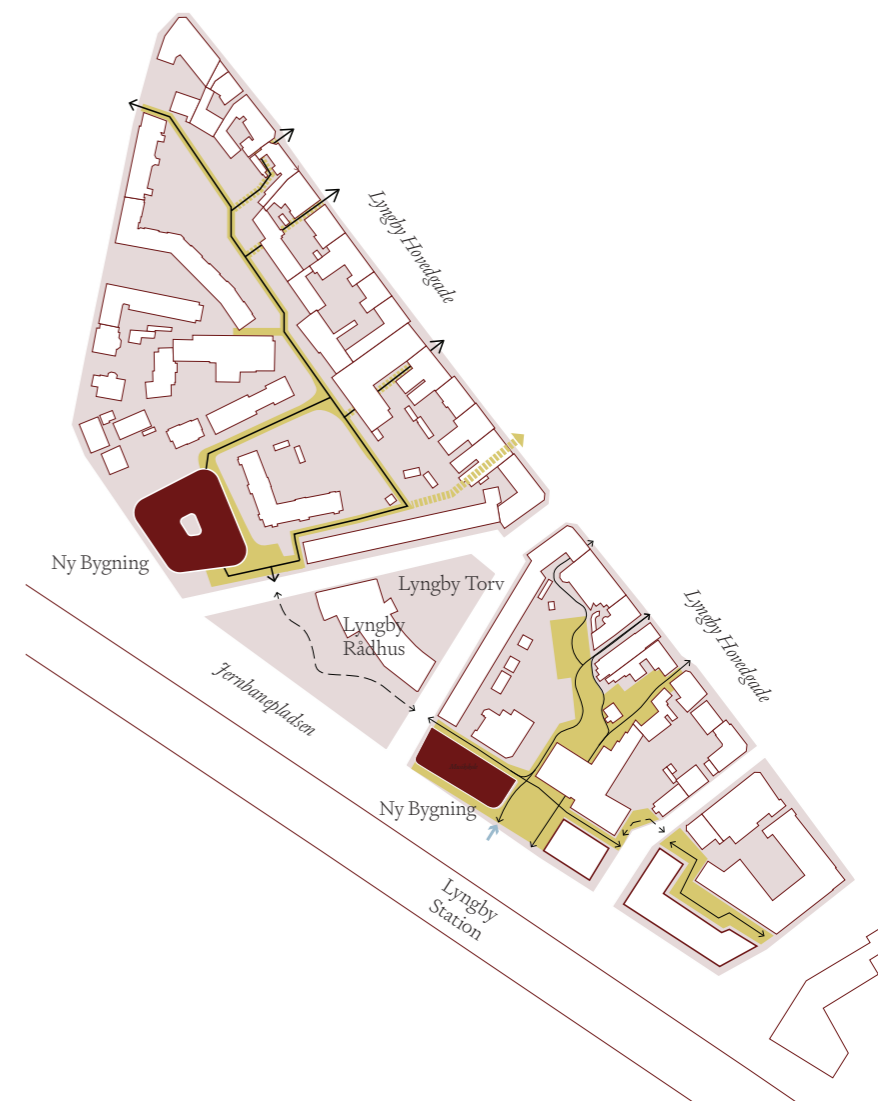 Lyngby Hovedgade
Ny Bygning
Lyngby Torv
Lyngby
Rådhus
Lyngby Hovedgade
Jernbanepladsen
Ny Bygning
Lyngby
Station